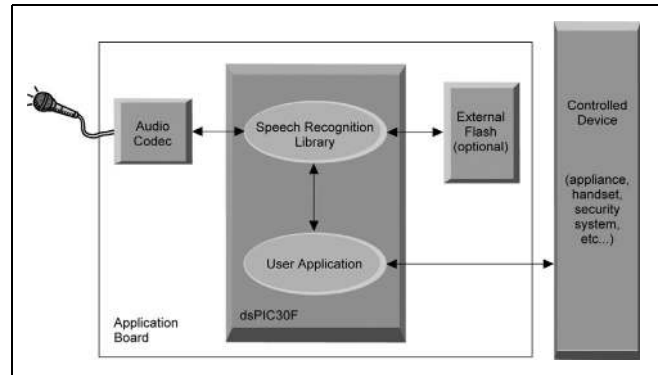 Audio
Codec
Speech Recognition
Library
External
Flash
(optional)
Controlled
Device
(appliance,
handset,
security
system,
etc...)
User Application
dsPIC30F
Application
Board